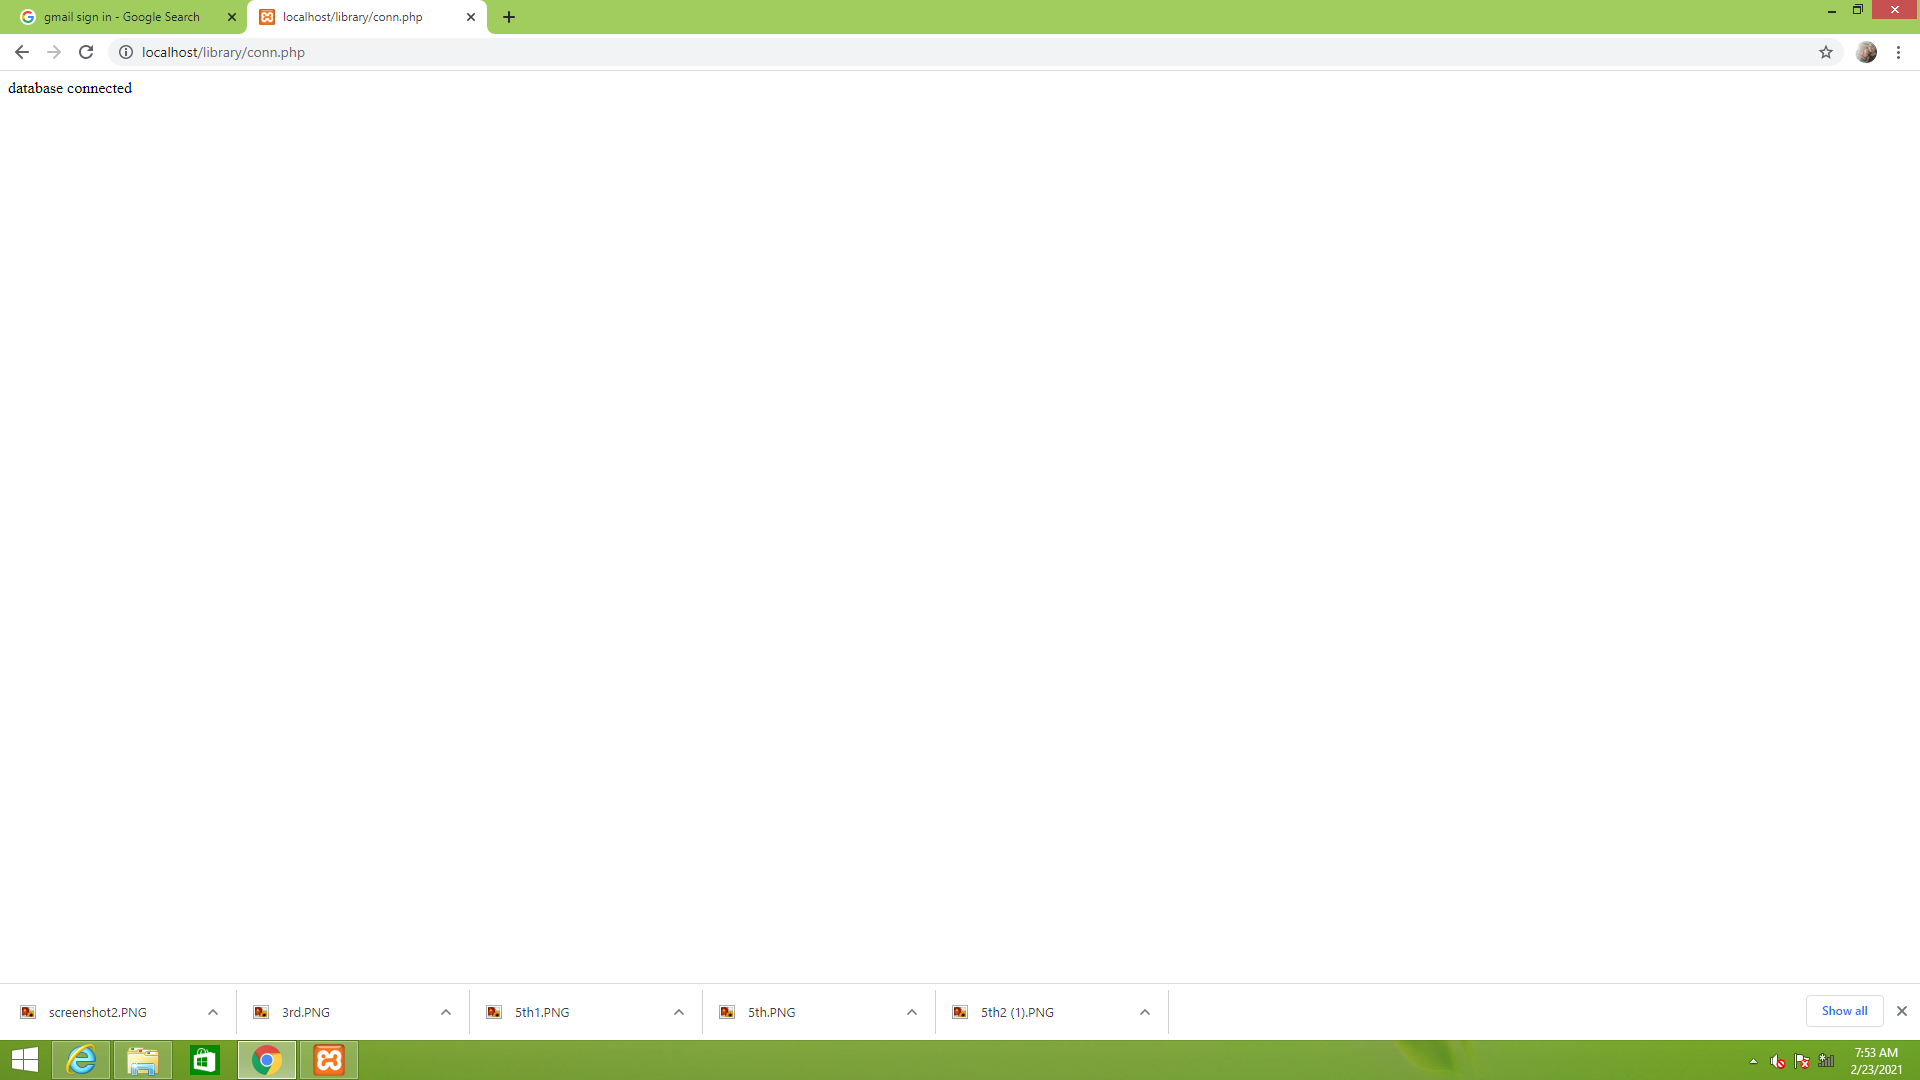 gmail sign in - Google Search
localhost/library/conn.php
localhost/library/conn.php
database connected
screenshot2.PNG
3rd.PNG
5th1.PNG
5th.PNG
5th2 (1).PNG
Show all
7:53 AM
2/23/2021